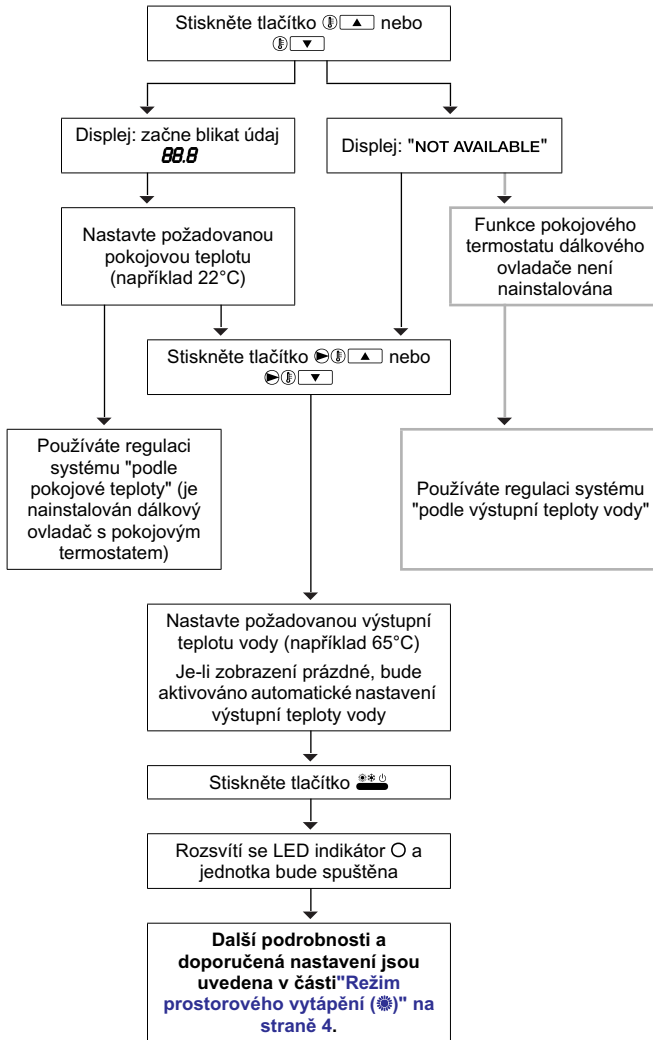 Stiskněte tlačítko ▲ nebo
▼
Displej: začne blikat údaj
88.8
Displej: "NOT AVAILABLE"
Nastavte požadovanou
pokojovou teplotu
(například 22°C)
Funkce pokojového
termostatu dálkového
ovladače není
nainstalována
Stiskněte tlačítko ▲ nebo
▼
Používáte regulaci
systému "podle
pokojové teploty" (je
nainstalován dálkový
ovladač s pokojovým
termostatem)
Používáte regulaci systému
"podle výstupní teploty vody"
Nastavte požadovanou výstupní
teplotu vody (například 65°C)
Je-li zobrazení prázdné, bude
aktivováno automatické nastavení
výstupní teploty vody
Stiskněte tlačítko
Rozsvítí se LED indikátor O a
jednotka bude spuštěna
Další podrobnosti a
doporučená nastavení jsou
uvedena v části"Režim
prostorového vytápění (☀)" na
straně 4.